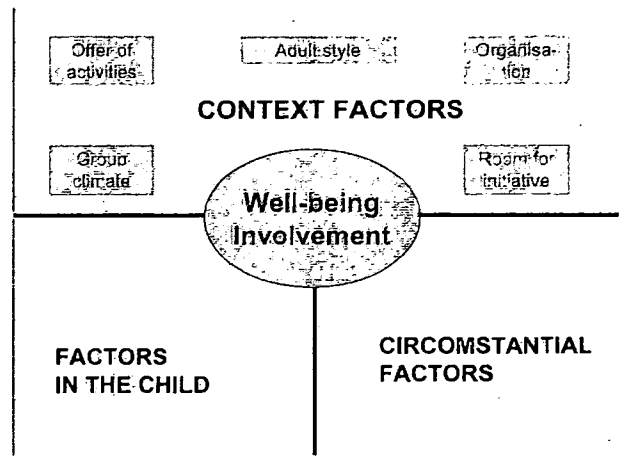 Offer of
activities
Adult style
Organisa-
tion
CONTEXT FACTORS
Group
climate
Room for
initiative
Well-being
Involvement
FACTORS
IN THE CHILD
CIRCOMSTANTIAL
FACTORS